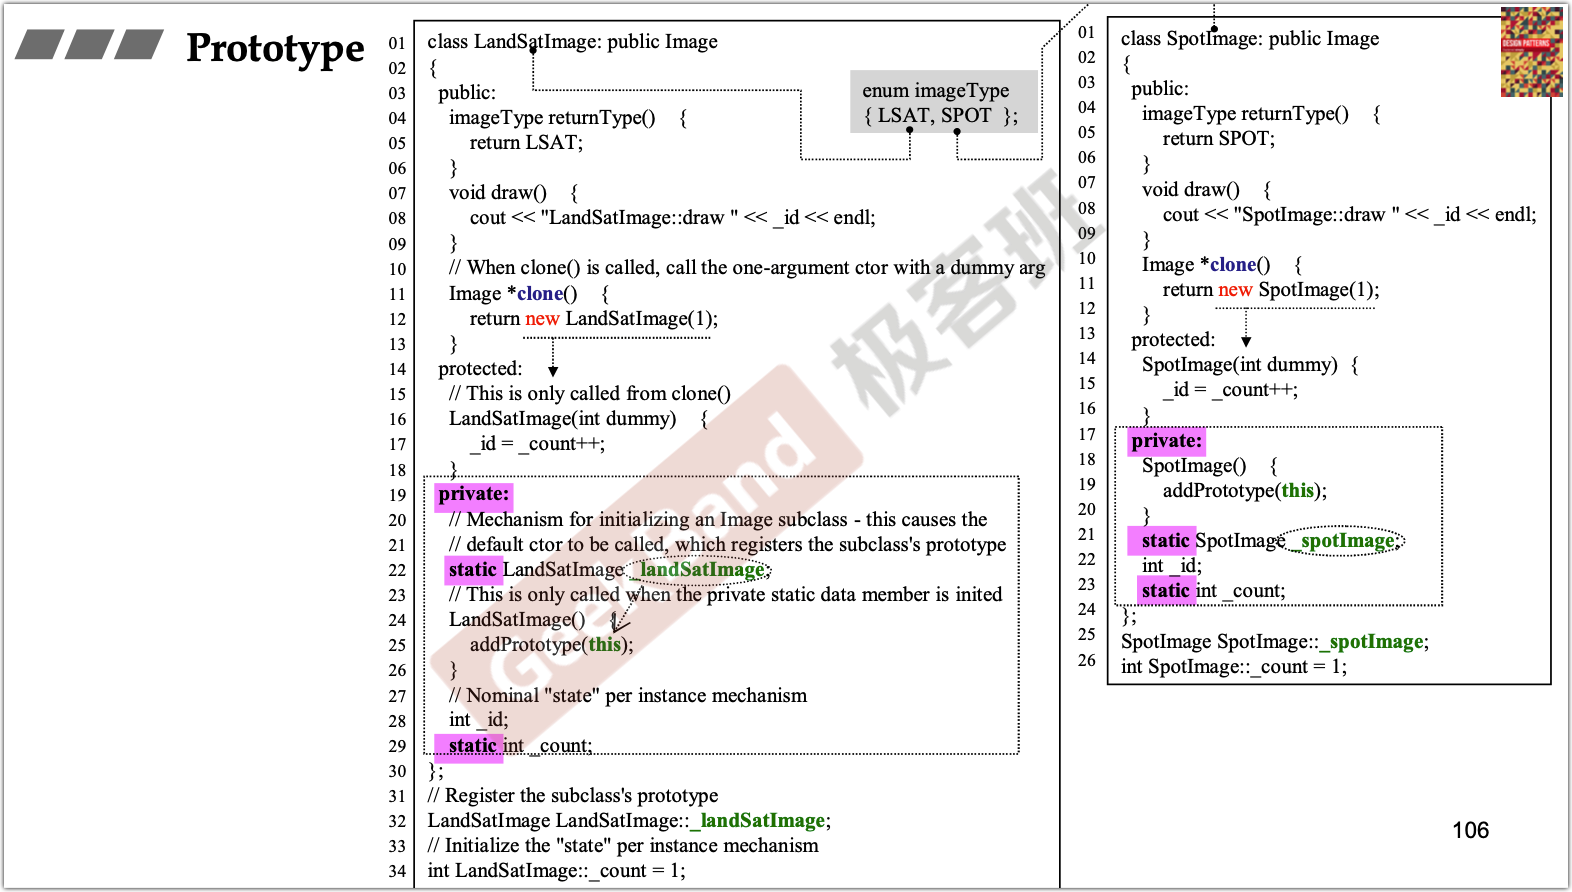 Prototype
01 class LandSatImage: public Image
02 {
03 public:
04 imageType returnType() {
05 return LSAT;
06 }
07 void draw() {
08 cout << "LandSatImage::draw " << _id << endl;
09 }
10 // When clone() is called, call the one-argument ctor with a dummy arg
11 Image *clone() {
12 return new LandSatImage(1);
13 }
14 protected:
15 // This is only called from clone()
16 LandSatImage(int dummy) {
17 _id = _count++;
18 }
19 private:
20 // Mechanism for initializing an Image subclass - this causes the
21 // default ctor to be called, which registers the subclass's prototype
22 static LandSatImage _landSatImage;
23 // This is only called when the private static data member is inited
24 LandSatImage() {
25 addPrototype(this);
26 }
27 // Nominal "state" per instance mechanism
28 int _id;
29 static int _count;
30 };
31 // Register the subclass's prototype
32 LandSatImage LandSatImage::_landSatImage;
33 // Initialize the "state" per instance mechanism
34 int LandSatImage::_count = 1;
enum imageType
{ LSAT, SPOT };
01 class SpotImage: public Image
02 {
03 public:
04 imageType returnType() {
05 return SPOT;
06 }
07 void draw() {
08 cout << "SpotImage::draw " << _id << endl;
09 }
10 Image *clone() {
11 return new SpotImage(1);
12 }
13 protected:
14 SpotImage(int dummy) {
15 _id = _count++;
16 }
17 private:
18 SpotImage() {
19 addPrototype(this);
20 }
21 static SpotImage _spotImage;
22 int _id;
23 static int _count;
24 };
25 SpotImage SpotImage::_spotImage;
26 int SpotImage::_count = 1;
DESIGN PATTERNS
GeekBand
极客班
106